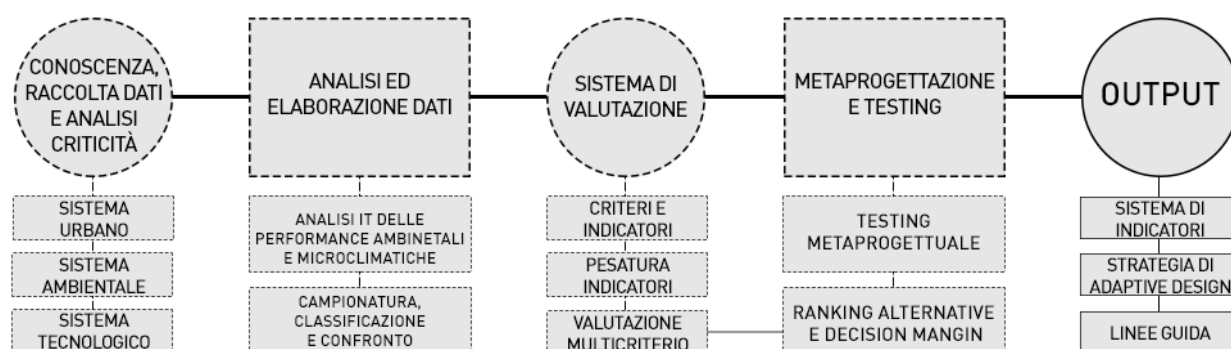 CONOSCENZA,
RACCOLTA DATI
E ANALISI
CRITICITÀ
SISTEMA
URBANO
SISTEMA
AMBIENTALE
SISTEMA
TECNOLOGICO
ANALISI ED
ELABORAZIONE DATI
ANALISI IT DELLE
PERFORMANCE AMBINETALI
E MICROCLIMATICHE
CAMPIONATURA,
CLASSIFICAZIONE
E CONFRONTO
SISTEMA DI
VALUTAZIONE
CRITERI E
INDICATORI
PESATURA
INDICATORI
VALUTAZIONE
MULTICRITERIO
METAPROGETTAZIONE
E TESTING
TESTING
METAPROGETTUALE
RANKING ALTERNATIVE
E DECISION MANGIN
OUTPUT
SISTEMA DI
INDICATORI
STRATEGIA DI
ADAPTIVE DESIGN
LINEE GUIDA